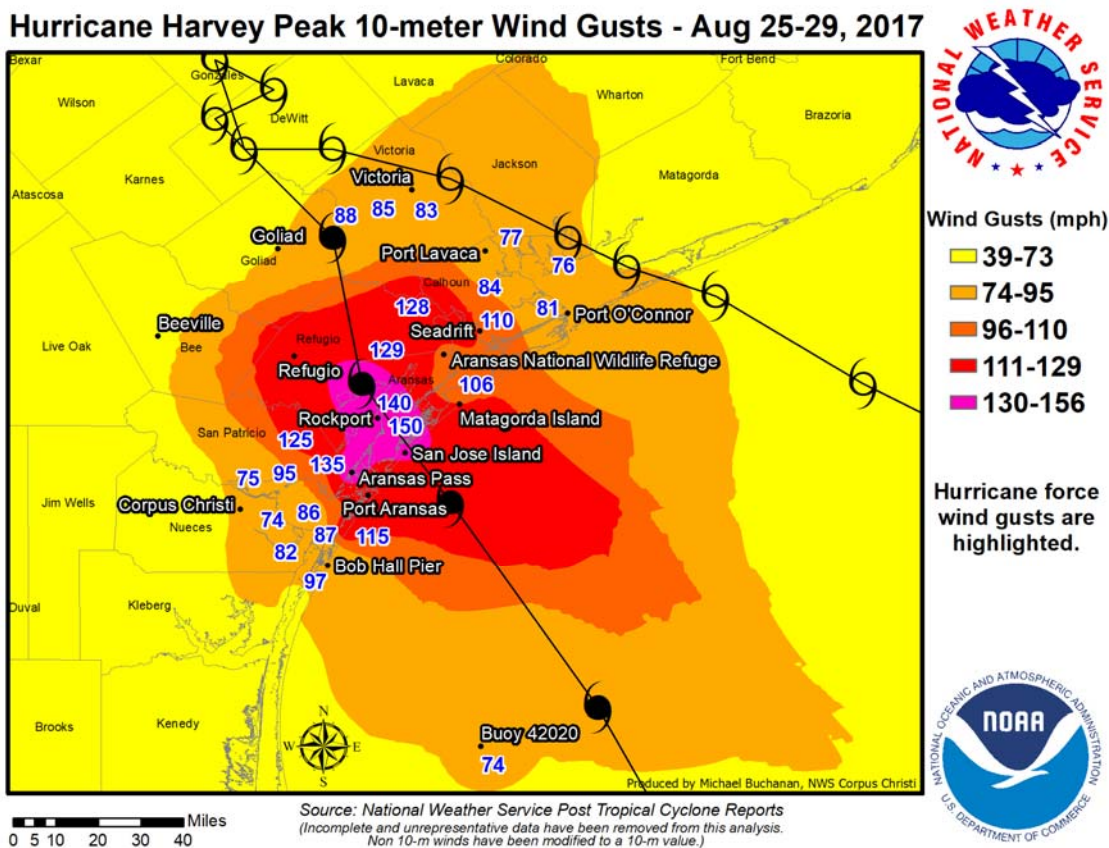 Hurricane Harvey Peak 10-meter Wind Gusts - Aug 25-29, 2017
Bexar
Gonzales
Colorado
Fort Bend
Lavaca
Wilson
DeWitt
Wharton
Brazoria
Victoria
Jackson
Karnes
Victoria
Matagorda
Atascosa
88
85
83
Goliad
77
Port Lavaca
Goliad
76
Calhoun
84
128
81
Port O'Connor
110
Beeville
Seadrift
Live Oak
Bee
Refugio
129
Aransas National Wildlife Refuge
Refugio
Aransas
106
140
Rockport
Matagorda Island
150
San Patricio
125
San Jose Island
135
95
75
Aransas Pass
Jim Wells
Corpus Christi
Port Aransas
86
74
Nueces
87
115
82
Bob Hall Pier
97
Duval
Kleberg
Brooks
Kenedy
N
W
E
S
Buoy 42020
74
Produced by Michael Buchanan, NWS Corpus Christi
Miles
0 5 10 20 30 40
Source: National Weather Service Post Tropical Cyclone Reports
(Incomplete and unrepresentative data have been removed from this analysis.
Non 10-m winds have been modified to a 10-m value.)
NATIONAL WEATHER SERVICE
Wind Gusts (mph)
39-73
74-95
96-110
111-129
130-156
Hurricane force
wind gusts are
highlighted.
NATIONAL OCEANIC AND ATMOSPHERIC ADMINISTRATION
NOAA
U.S. DEPARTMENT OF COMMERCE